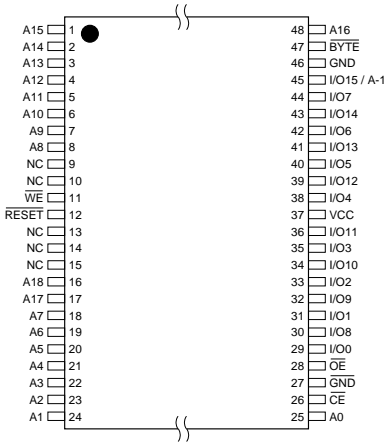 A15 1 48 A16
A14 2 47 BYTE
A13 3 46 GND
A12 4 45 I/O15 / A-1
A11 5 44 I/O7
A10 6 43 I/O14
A9 7 42 I/O6
A8 8 41 I/O13
NC 9 40 I/O5
NC 10 39 I/O12
WE 11 38 I/O4
RESET 12 37 VCC
NC 13 36 I/O11
NC 14 35 I/O3
NC 15 34 I/O10
A18 16 33 I/O2
A17 17 32 I/O9
A7 18 31 I/O1
A6 19 30 I/O8
A5 20 29 I/O0
A4 21 28 OE
A3 22 27 GND
A2 23 26 CE
A1 24 25 A0